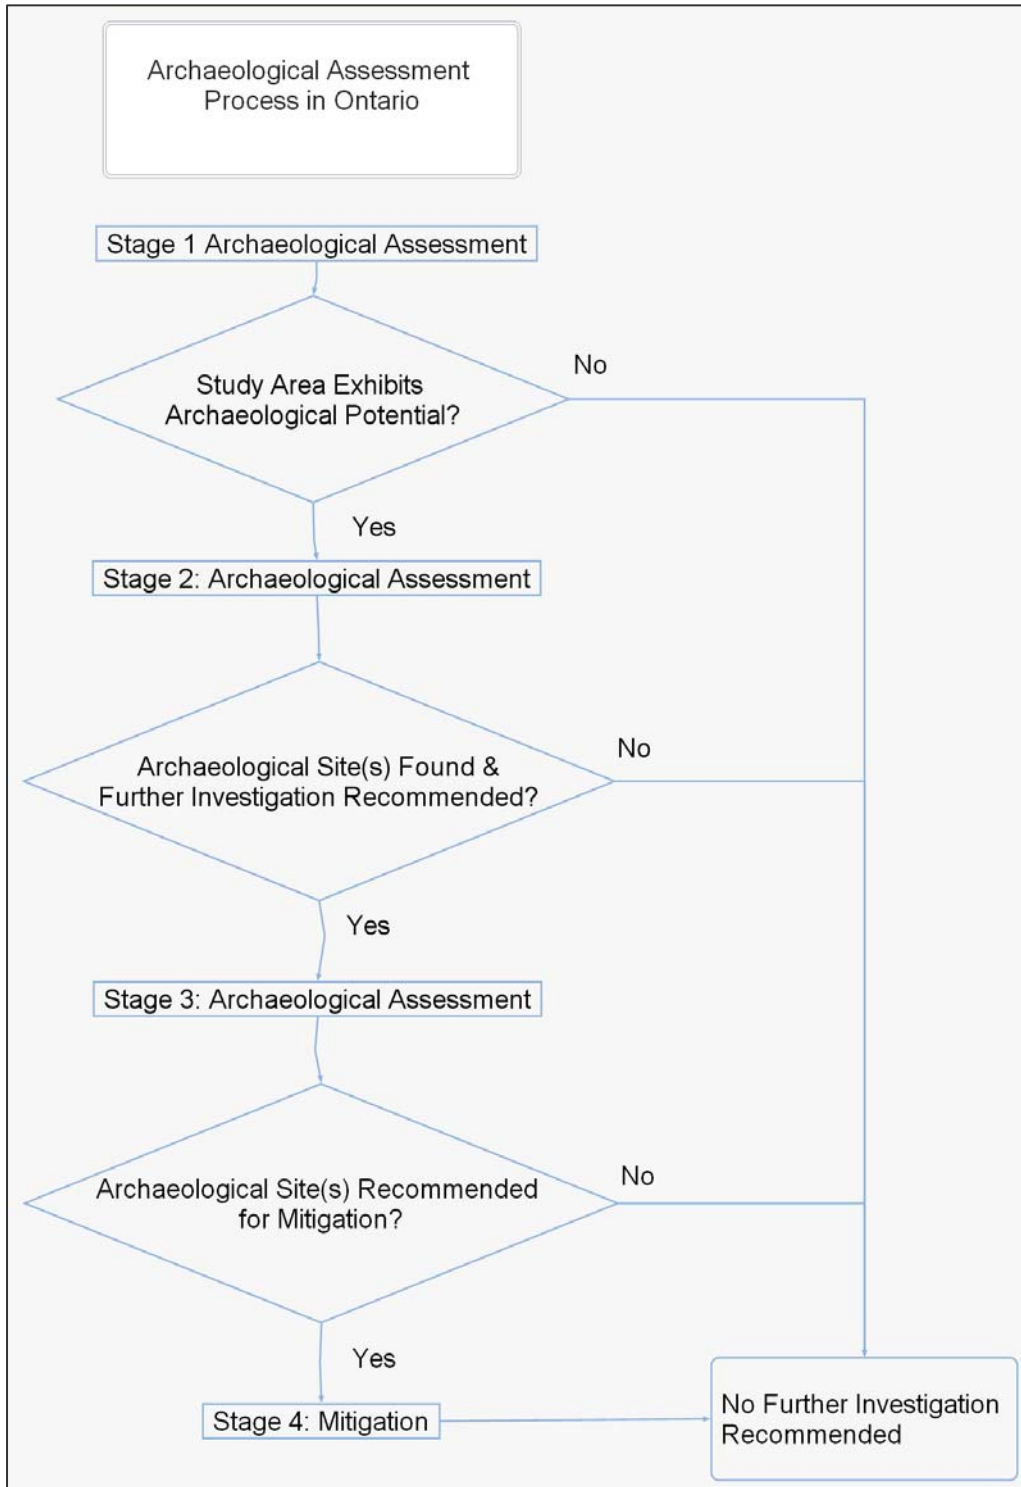 Archaeological Assessment
Process in Ontario
Stage 1 Archaeological Assessment
Study Area Exhibits
Archaeological Potential?
No
Yes
Stage 2: Archaeological Assessment
Archaeological Site(s) Found &
Further Investigation Recommended?
No
Yes
Stage 3: Archaeological Assessment
Archaeological Site(s) Recommended
for Mitigation?
No
Yes
Stage 4: Mitigation
No Further Investigation
Recommended